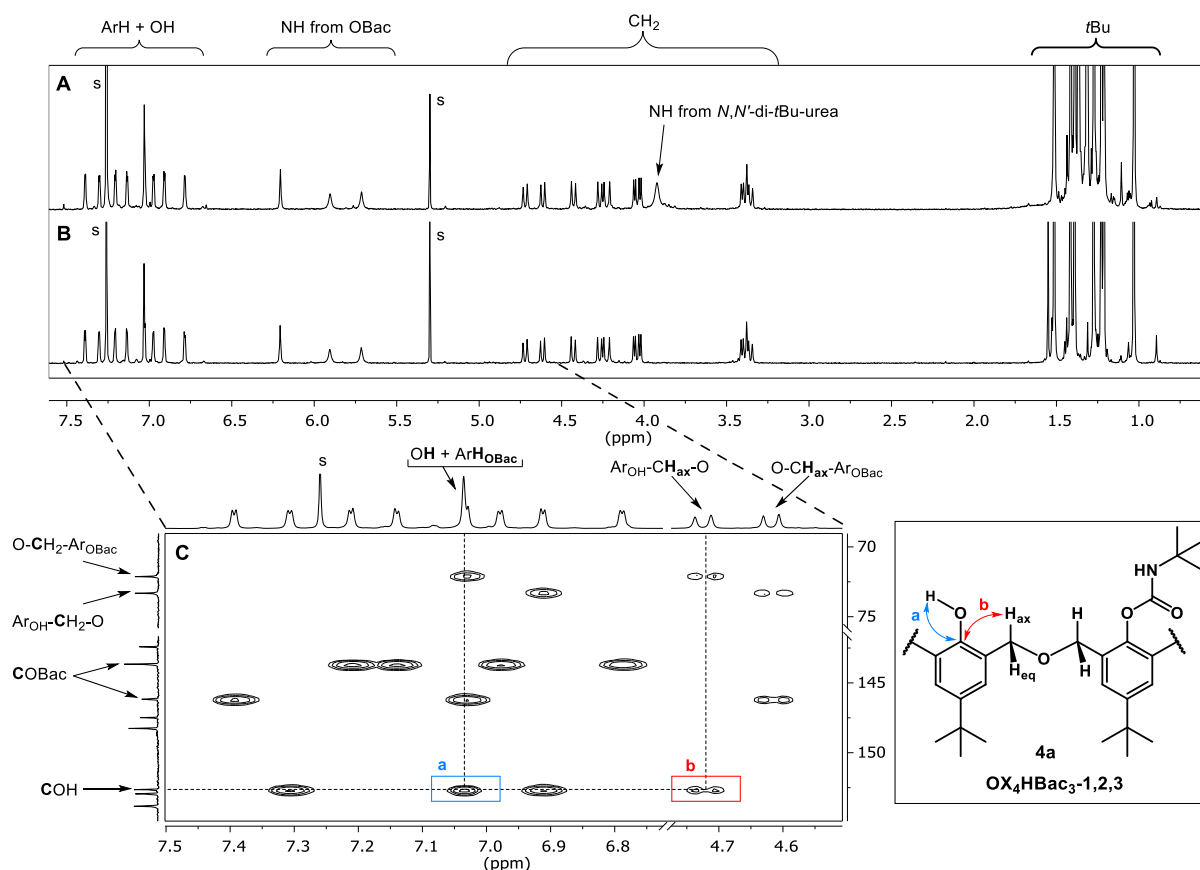 ArH + OH
NH from OBac
CH2
tBu
A
s
s
NH from N,N′-di-tBu-urea
B
s
s
7.5 7.0 6.5 6.0 5.5 5.0 4.5 4.0 3.5 3.0 2.5 2.0 1.5 1.0
(ppm)
OH + ArHOBac
s
ArOH-CHax-O
O-CHax-ArOBac
O-CH2-ArOBac
ArOH-CH2-O
COBac
COH
C
a
b
70
75
145
150
7.5 7.4 7.3 7.2 7.1 7.0 6.9 6.8 4.7 4.6
(ppm)
HN
H
O
a
b
Hax
H
O
O
Heq
O
H
4a
OX4HBac3-1,2,3